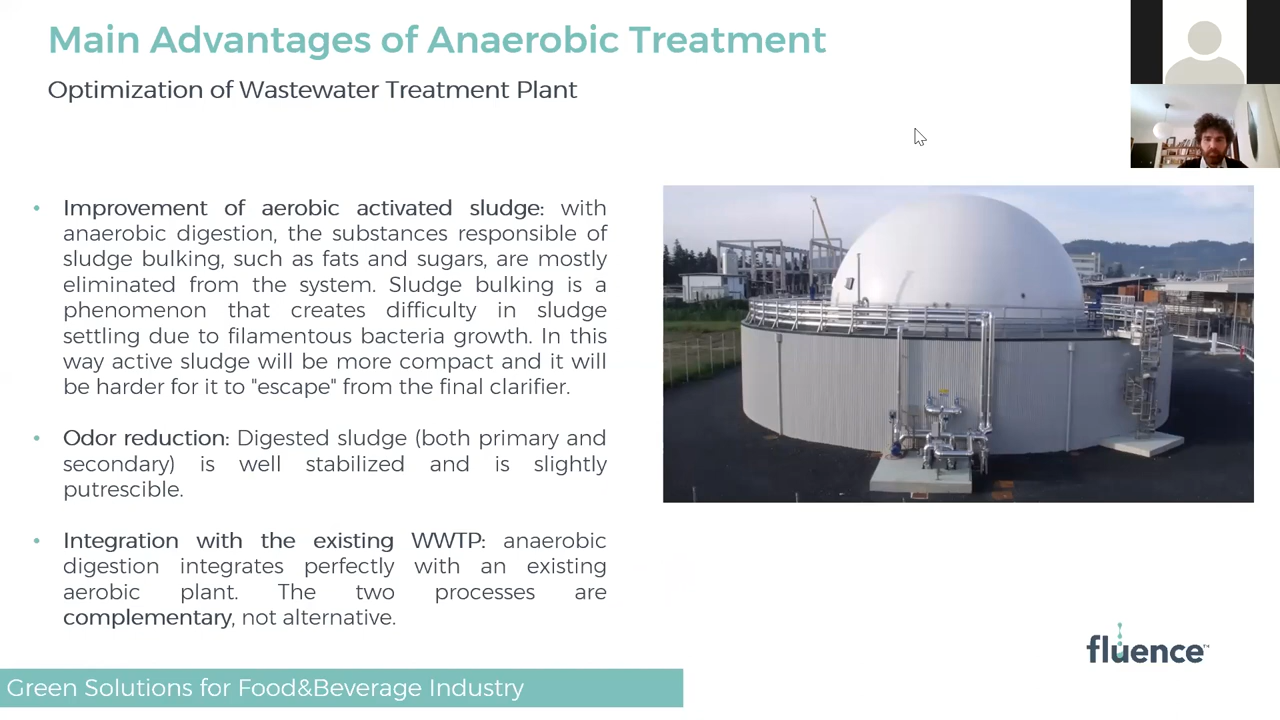 Main Advantages of Anaerobic Treatment
Optimization of Wastewater Treatment Plant
• Improvement of aerobic activated sludge: with
anaerobic digestion, the substances responsible of
sludge bulking, such as fats and sugars, are mostly
eliminated from the system. Sludge bulking is a
phenomenon that creates difficulty in sludge
settling due to filamentous bacteria growth. In this
way active sludge will be more compact and it will
be harder for it to "escape" from the final clarifier.
• Odor reduction: Digested sludge (both primary and
secondary) is well stabilized and is slightly
putrescible.
• Integration with the existing WWTP: anaerobic
digestion integrates perfectly with an existing
aerobic plant. The two processes are
complementary, not alternative.
fluence™
Green Solutions for Food&Beverage Industry